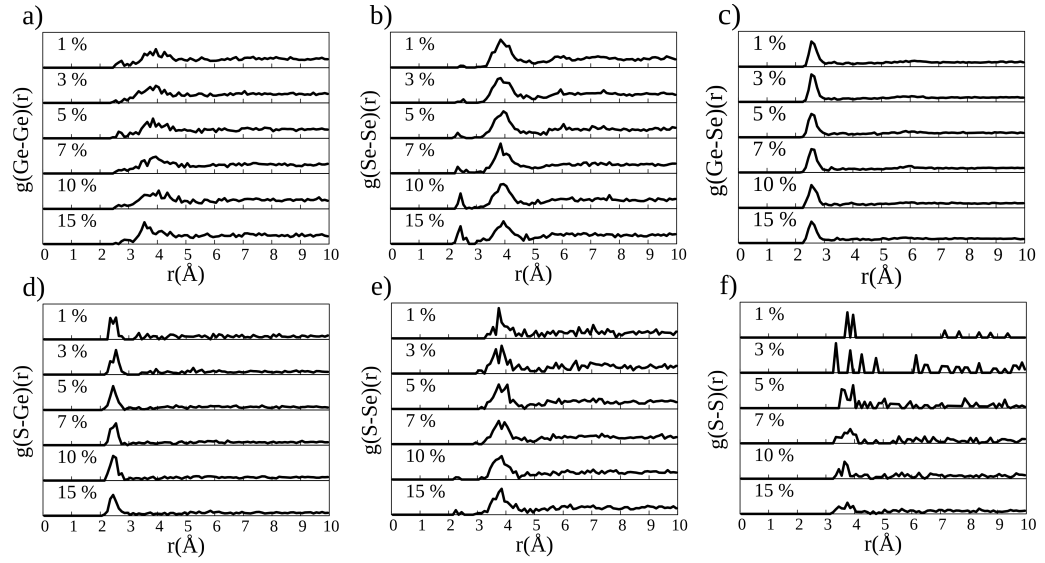 a)
g(Ge-Ge)(r)
1 %
3 %
5 %
7 %
10 %
15 %
0 1 2 3 4 5 6 7 8 9 10
r(Å)
b)
g(Se-Se)(r)
1 %
3 %
5 %
7 %
10 %
15 %
0 1 2 3 4 5 6 7 8 9 10
r(Å)
c)
g(Ge-Se)(r)
1 %
3 %
5 %
7 %
10 %
15 %
0 1 2 3 4 5 6 7 8 9 10
r(Å)
d)
g(S-Ge)(r)
1 %
3 %
5 %
7 %
10 %
15 %
0 1 2 3 4 5 6 7 8 9 10
r(Å)
e)
g(S-Se)(r)
1 %
3 %
5 %
7 %
10 %
15 %
0 1 2 3 4 5 6 7 8 9 10
r(Å)
f)
g(S-S)(r)
1 %
3 %
5 %
7 %
10 %
15 %
0 1 2 3 4 5 6 7 8 9 10
r(Å)